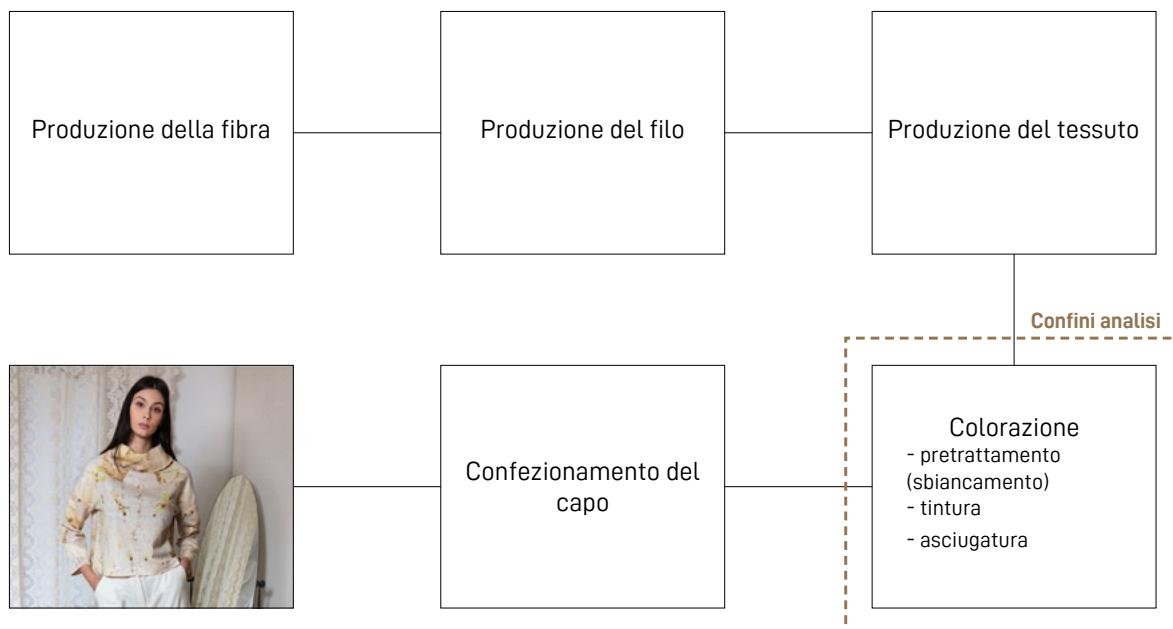 Produzione della fibra
Produzione del filo
Produzione del tessuto
Confini analisi
Confezionamento del
capo
Colorazione
- pretrattamento
(sbiancamento)
- tintura
- asciugatura